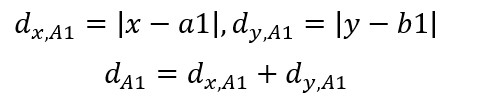 d_{x,A1} = |x − a1|, d_{y,A1} = |y − b1|
d_{A1} = d_{x,A1} + d_{y,A1}